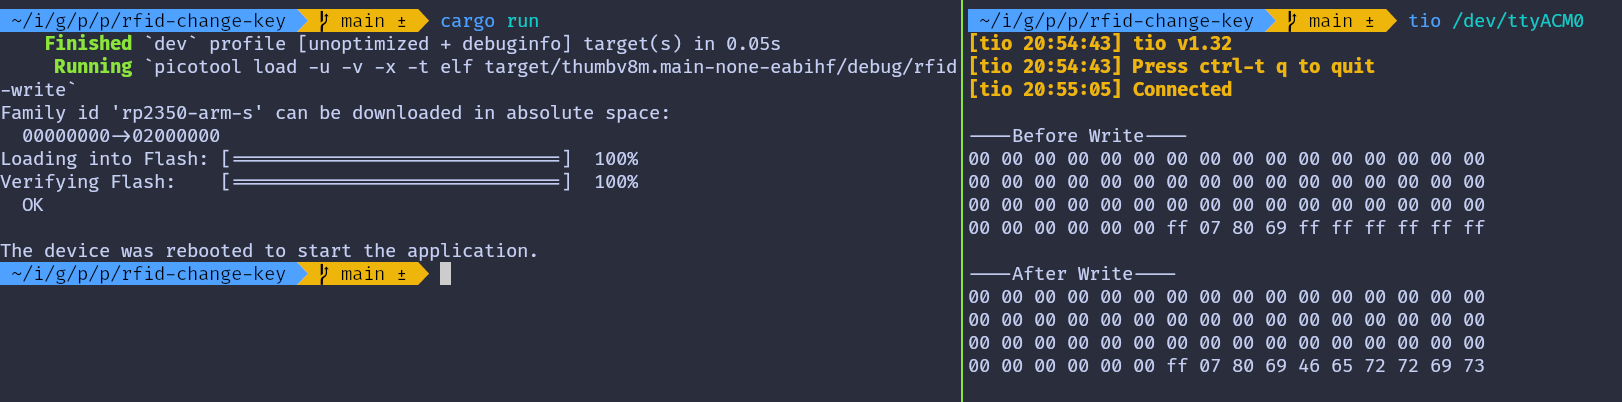 ~/i/g/p/p/rfid-change-key main ± cargo run
Finished `dev` profile [unoptimized + debuginfo] target(s) in 0.05s
Running `picotool load -u -v -x -t elf target/thumbv8m.main-none-eabihf/debug/rfid
-write`
Family id 'rp2350-arm-s' can be downloaded in absolute space:
00000000->02000000
Loading into Flash: [==============================] 100%
Verifying Flash: [==============================] 100%
OK
The device was rebooted to start the application.
~/i/g/p/p/rfid-change-key main ±
~/i/g/p/p/rfid-change-key main ± tio /dev/ttyACM0
[tio 20:54:43] tio v1.32
[tio 20:54:43] Press ctrl-t q to quit
[tio 20:55:05] Connected
----Before Write----
00 00 00 00 00 00 00 00 00 00 00 00 00 00 00 00
00 00 00 00 00 00 00 00 00 00 00 00 00 00 00 00
00 00 00 00 00 00 00 00 00 00 00 00 00 00 00 00
00 00 00 00 00 00 ff 07 80 69 ff ff ff ff ff ff
----After Write----
00 00 00 00 00 00 00 00 00 00 00 00 00 00 00 00
00 00 00 00 00 00 00 00 00 00 00 00 00 00 00 00
00 00 00 00 00 00 00 00 00 00 00 00 00 00 00 00
00 00 00 00 00 00 ff 07 80 69 46 65 72 72 69 73